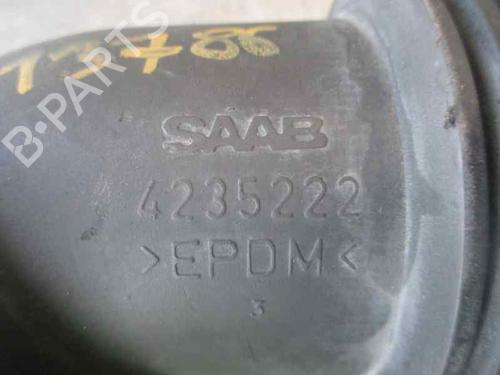 B-PARTS
SAAB
4235222
>EPDM<
3